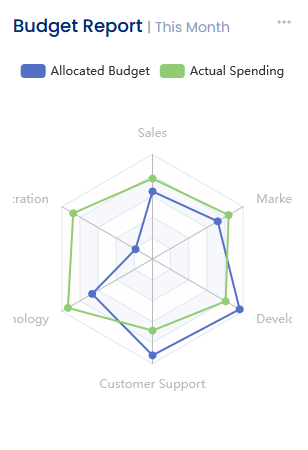 Budget Report | This Month
Allocated Budget
Actual Spending
Sales
tration
Marke
nology
Develo
Customer Support